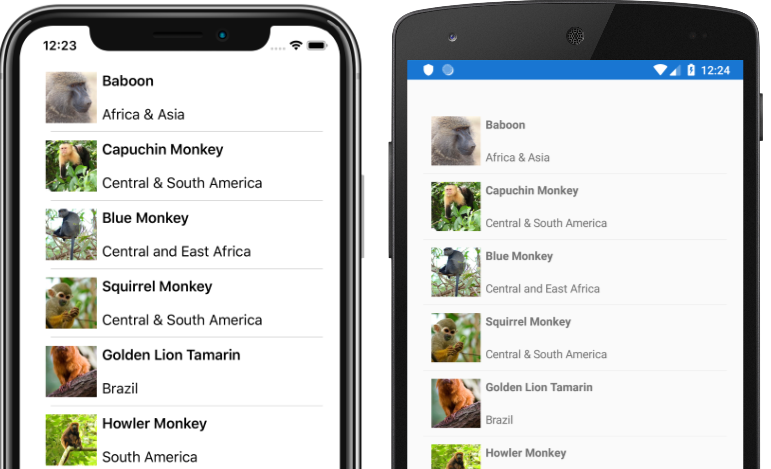 12:23
Baboon
Africa & Asia
Capuchin Monkey
Central & South America
Blue Monkey
Central and East Africa
Squirrel Monkey
Central & South America
Golden Lion Tamarin
Brazil
Howler Monkey
South America
12:24
Baboon
Africa & Asia
Capuchin Monkey
Central & South America
Blue Monkey
Central and East Africa
Squirrel Monkey
Central & South America
Golden Lion Tamarin
Brazil
Howler Monkey